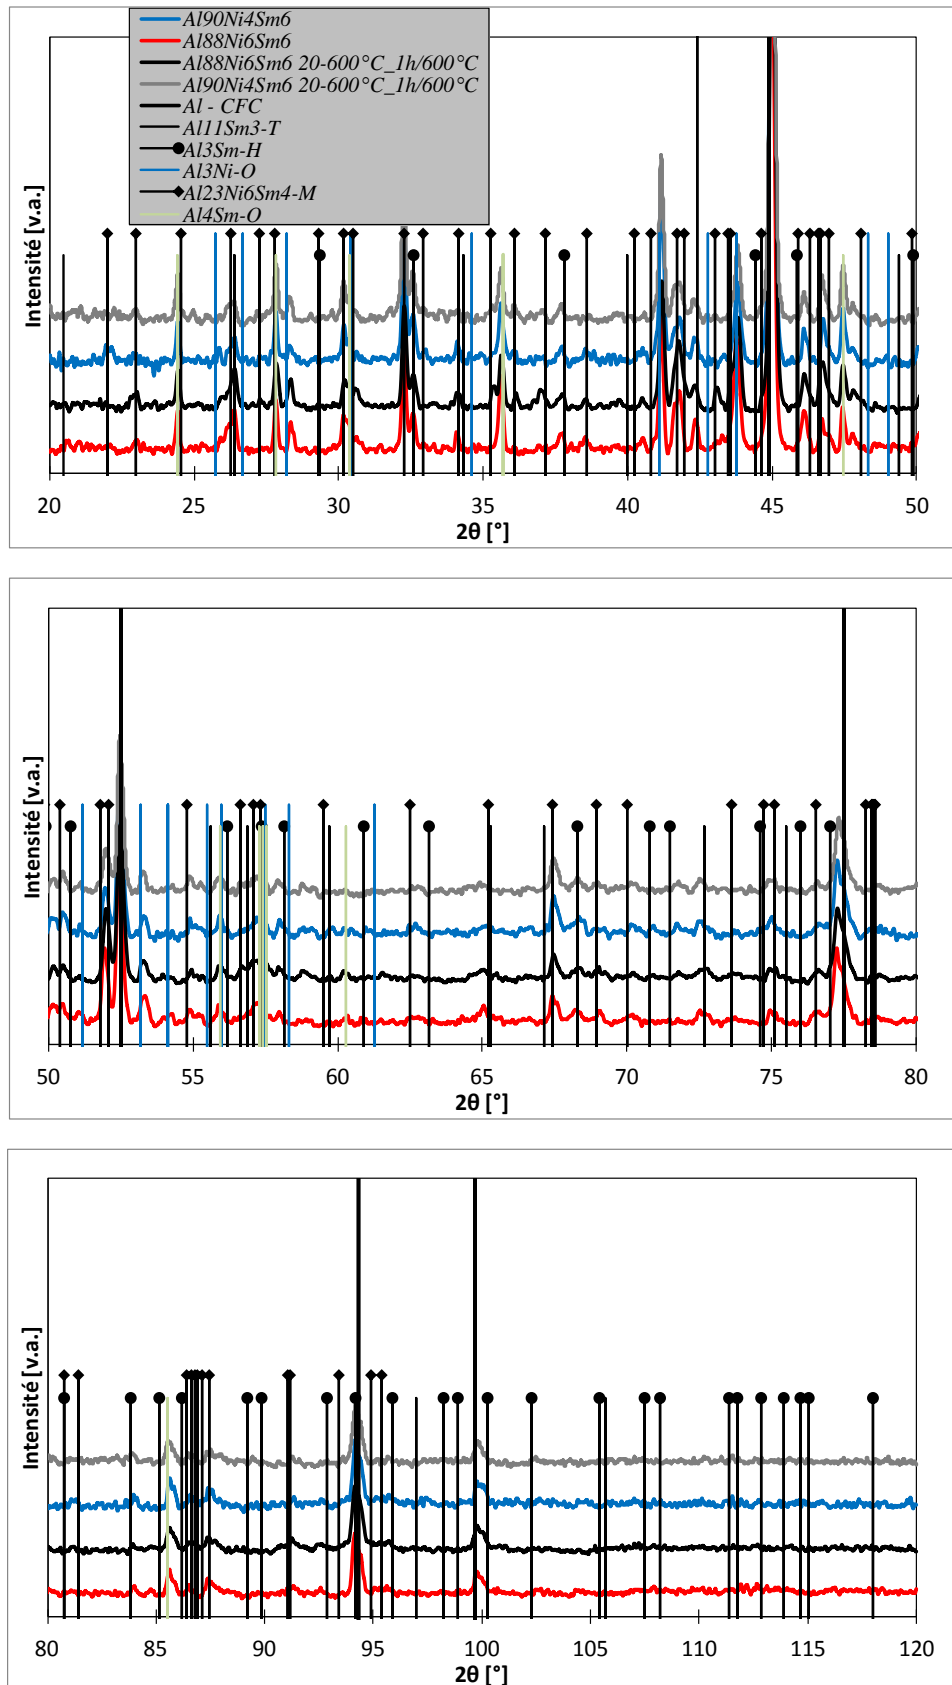 Al90Ni4Sm6
Al88Ni6Sm6
Al88Ni6Sm6 20-600°C_1h/600°C
Al90Ni4Sm6 20-600°C_1h/600°C
Al - CFC
Al11Sm3-T
Al3Sm-H
Al3Ni-O
Al23Ni6Sm4-M
Al4Sm-O
Intensité [v.a.]
20 25 30 35 40 45 50
2θ [°]
Intensité [v.a.]
50 55 60 65 70 75 80
2θ [°]
Intensité [v.a.]
80 85 90 95 100 105 110 115 120
2θ [°]